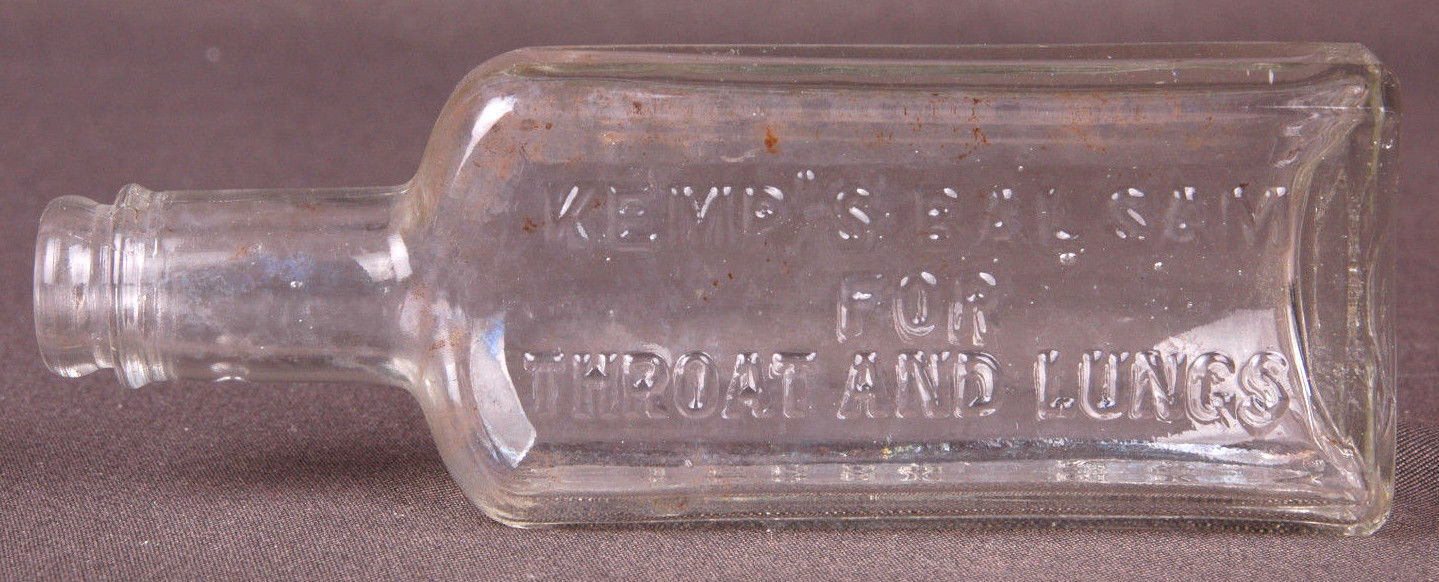 KEMP'S BALSAM
FOR
THROAT AND LUNGS